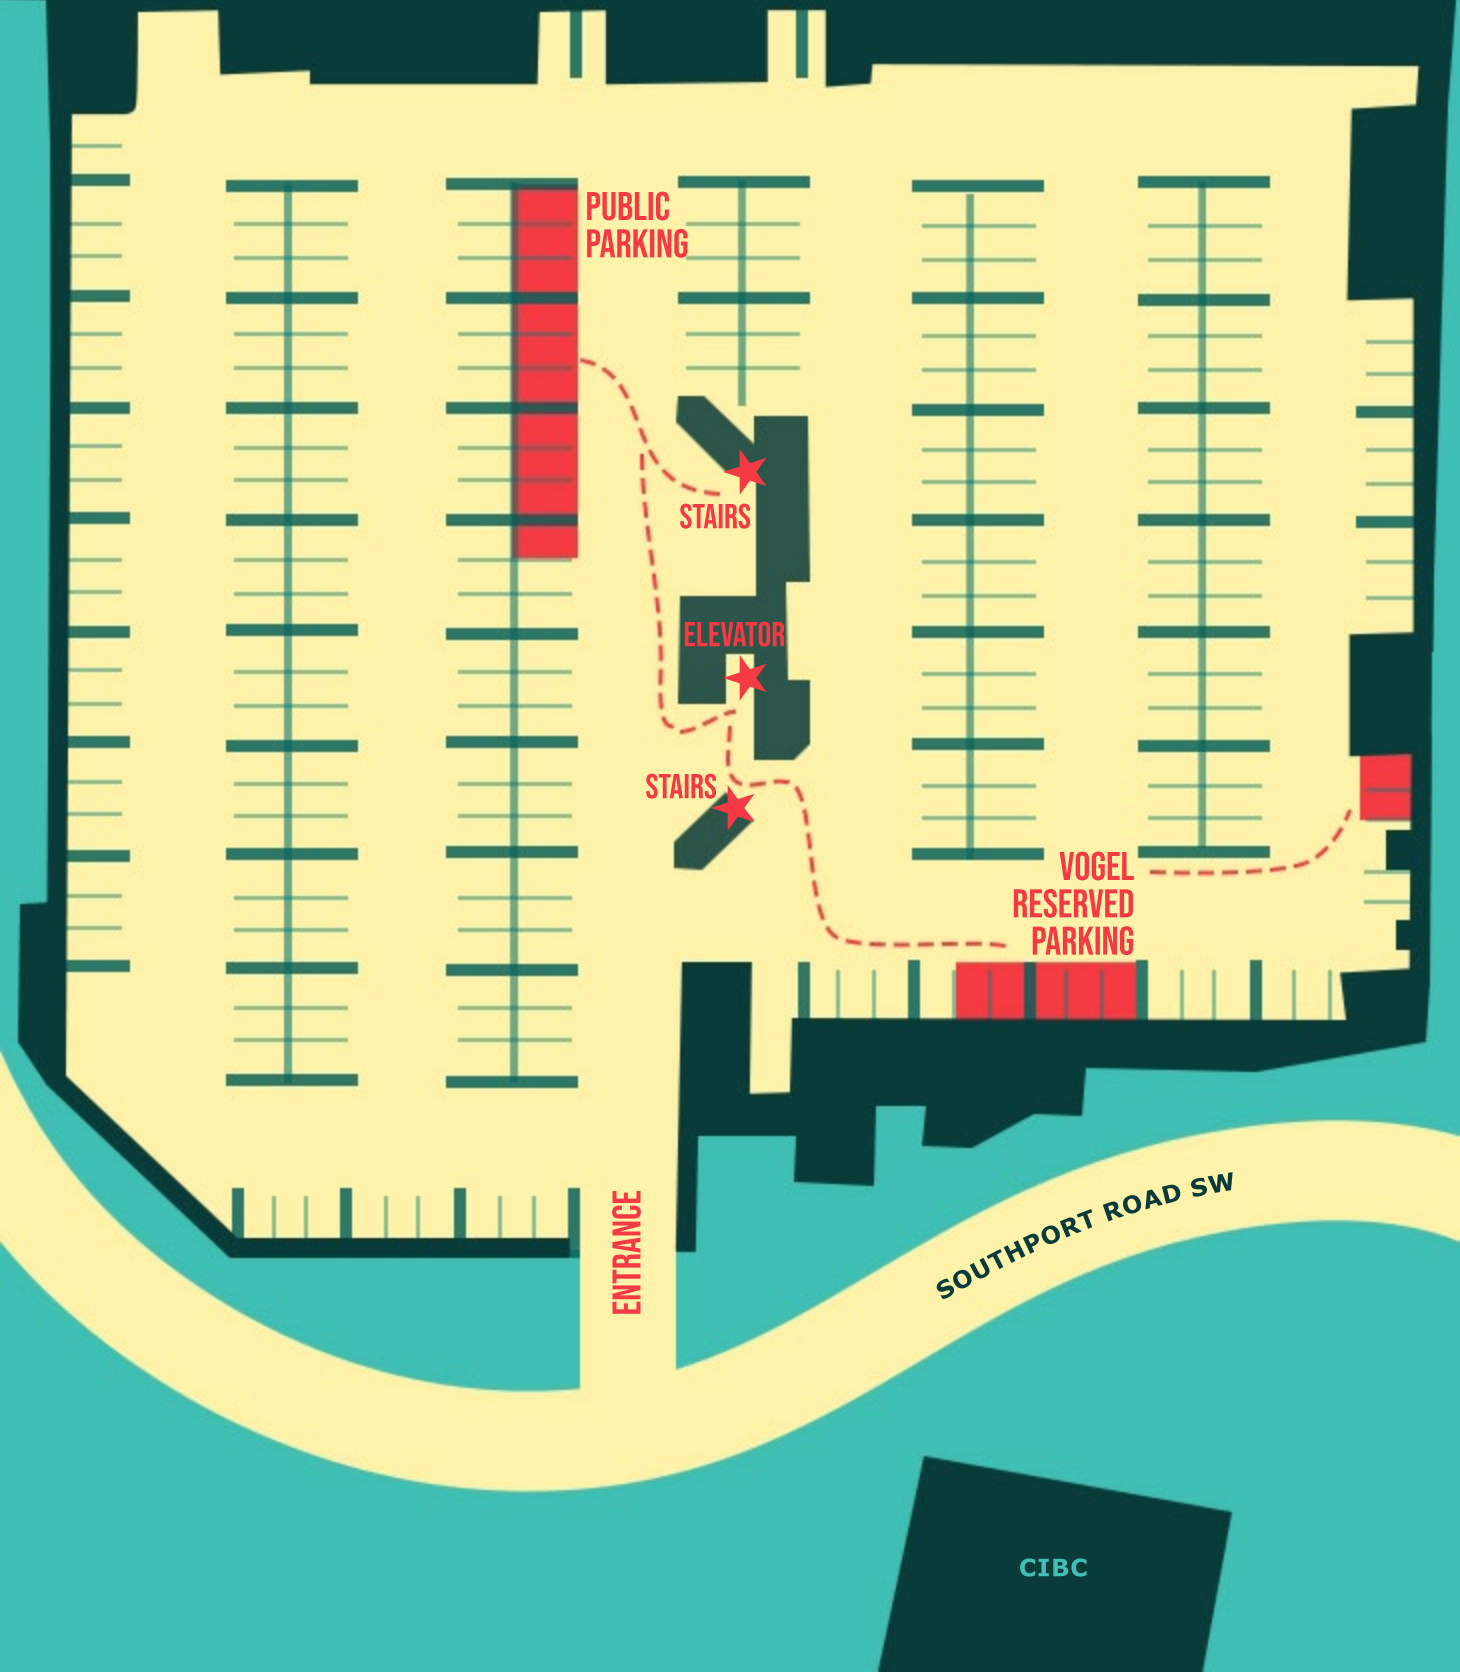 PUBLIC
PARKING
STAIRS
ELEVATOR
STAIRS
VOGEL
RESERVED
PARKING
ENTRANCE
SOUTHPORT ROAD SW
CIBC